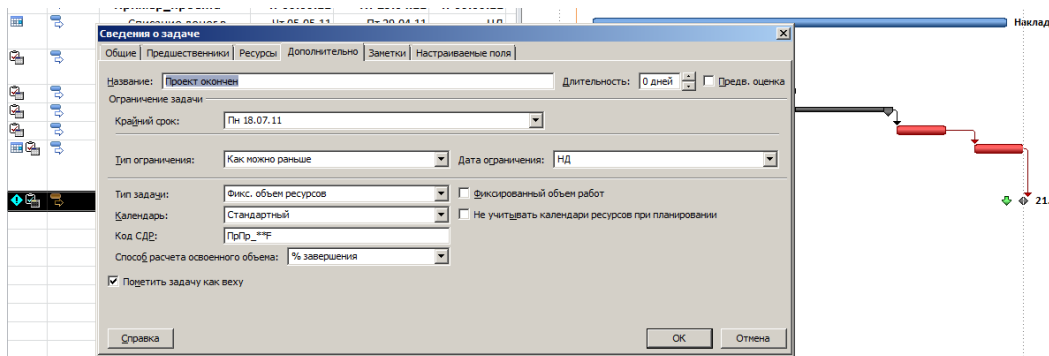 Сведения о задаче
Наклад
Общие Предшественники Ресурсы Дополнительно Заметки Настраиваемые поля
Название: Проект окончен Длительность: 0 дней Предв. оценка
Ограничение задачи
Крайний срок: Пн 18.07.11
Тип ограничения: Как можно раньше Дата ограничения: НД
Тип задачи: Фикс. объем ресурсов Фиксированный объем работ
Календарь: Стандартный Не учитывать календари ресурсов при планировании
21.
Код СДР: ПрПр_**F
Способ расчета освоенного объема: % завершения
Пометить задачу как веху
Справка ОК Отмена